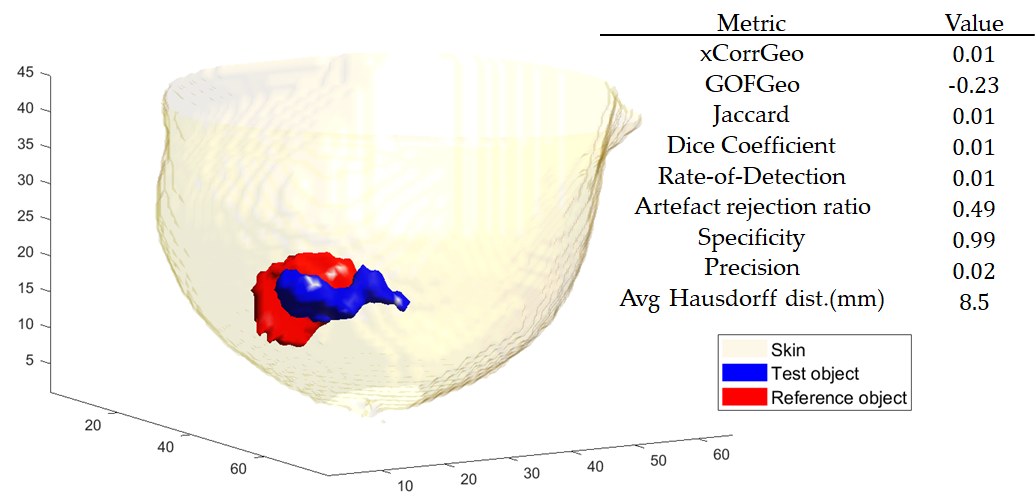 Metric Value
xCorrGeo 0.01
GOFGeo -0.23
Jaccard 0.01
Dice Coefficient 0.01
Rate-of-Detection 0.01
Artefact rejection ratio 0.49
Specificity 0.99
Precision 0.02
Avg Hausdorff dist.(mm) 8.5
Skin
Test object
Reference object
45
40
35
30
25
20
15
10
5
20
40
60
10
20
30
40
50
60